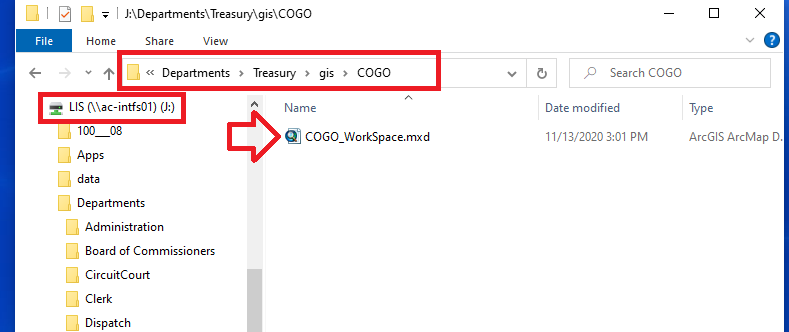 J:\Departments\Treasury\gis\COGO
File Home Share View
« Departments > Treasury > gis > COGO
Search COGO
LIS (\\ac-intfs01) (J:)
100___08
Apps
data
Departments
Administration
Board of Commissioners
CircuitCourt
Clerk
Dispatch
Name Date modified Type
COGO_WorkSpace.mxd 11/13/2020 3:01 PM ArcGIS ArcMap D...